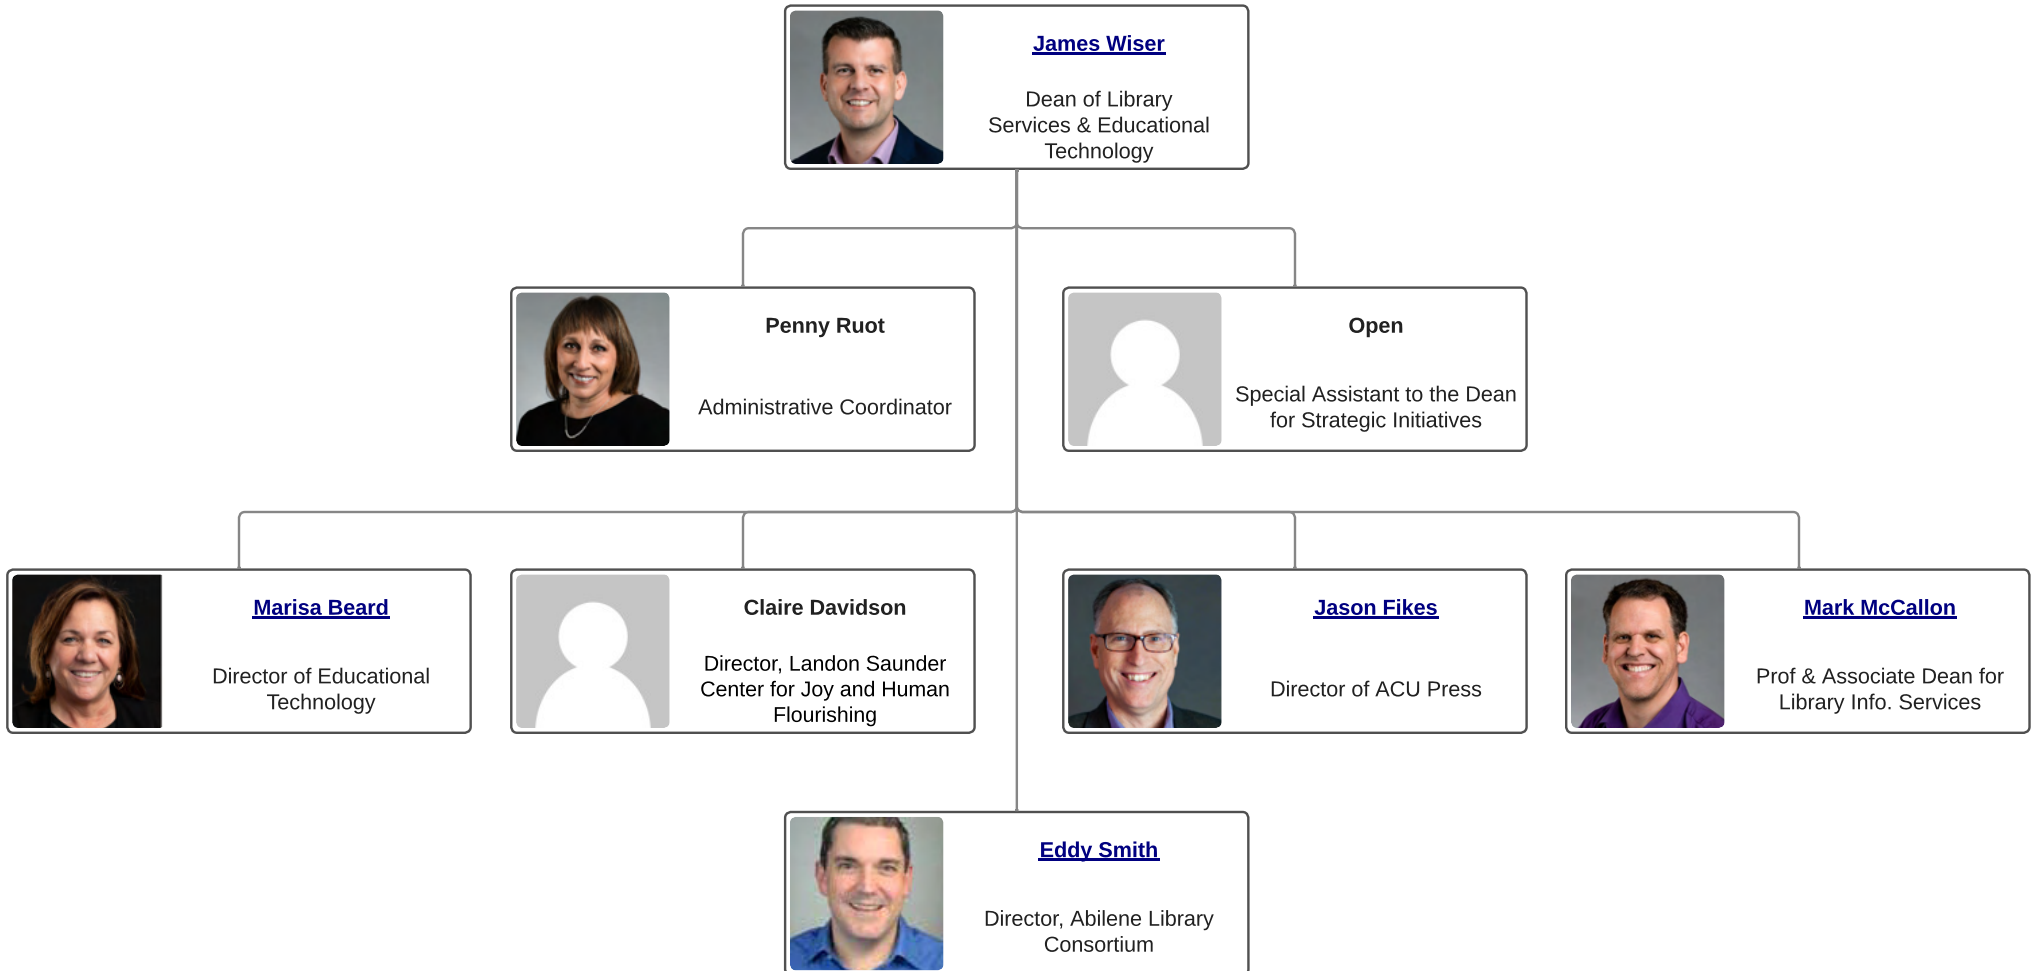 James Wiser
Dean of Library
Services & Educational
Technology
Penny Ruot
Administrative Coordinator
Open
Special Assistant to the Dean
for Strategic Initiatives
Marisa Beard
Director of Educational
Technology
Claire Davidson
Director, Landon Saunder
Center for Joy and Human
Flourishing
Jason Fikes
Director of ACU Press
Mark McCallon
Prof & Associate Dean for
Library Info. Services
Eddy Smith
Director, Abilene Library
Consortium